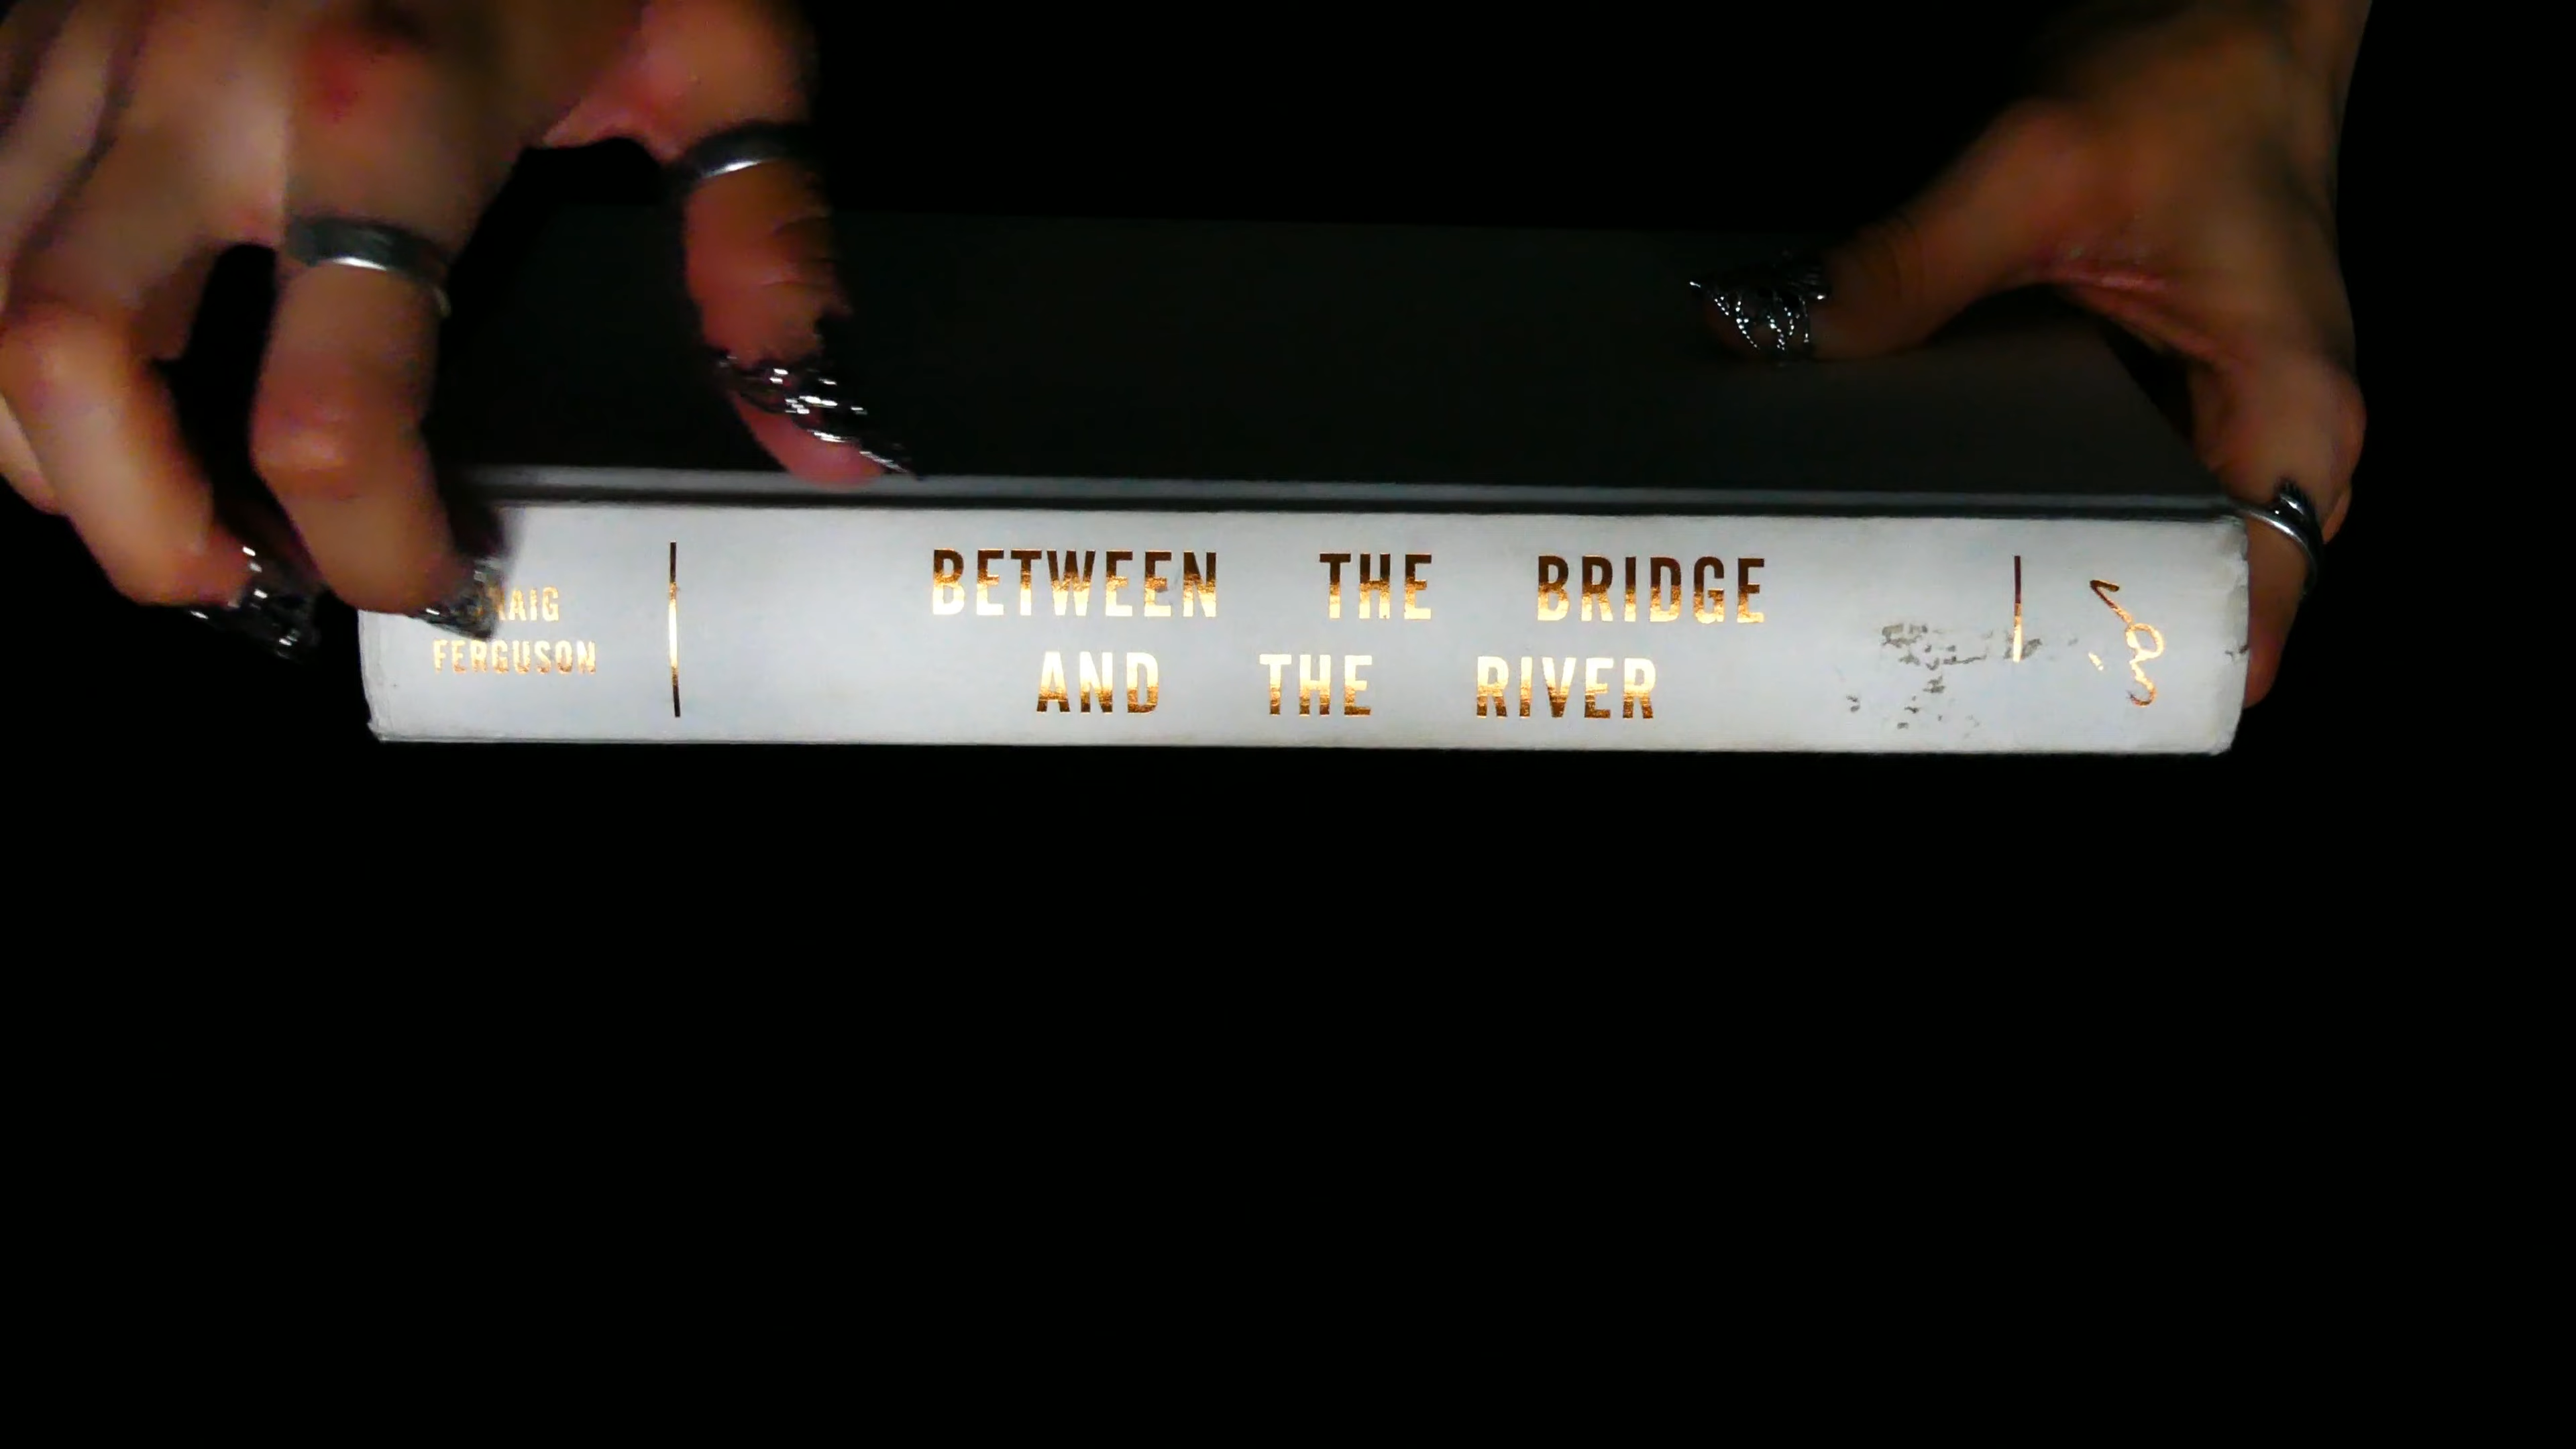 RAIG
FERGUSON
BETWEEN THE BRIDGE
AND THE RIVER